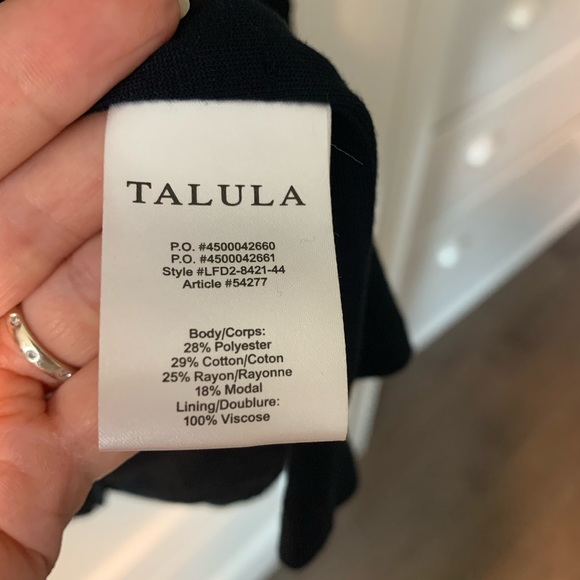 TALULA
P.O. #4500042660
P.O. #4500042661
Style #LFD2-8421-44
Article #54277
Body/Corps:
28% Polyester
29% Cotton/Coton
25% Rayon/Rayonne
18% Modal
Lining/Doublure:
100% Viscose